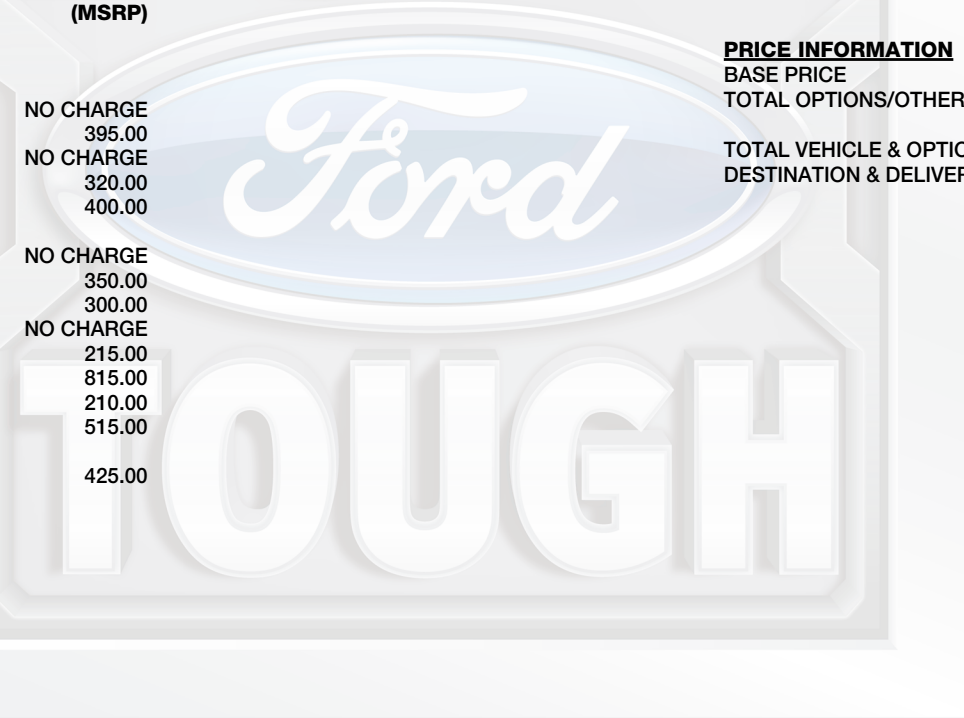 (MSRP)
NO CHARGE
395.00
NO CHARGE
320.00
400.00
NO CHARGE
350.00
300.00
NO CHARGE
215.00
815.00
210.00
515.00
425.00
PRICE INFORMATION
BASE PRICE
TOTAL OPTIONS/OTHER
TOTAL VEHICLE & OPTIO
DESTINATION & DELIVER
Ford
TOUGH